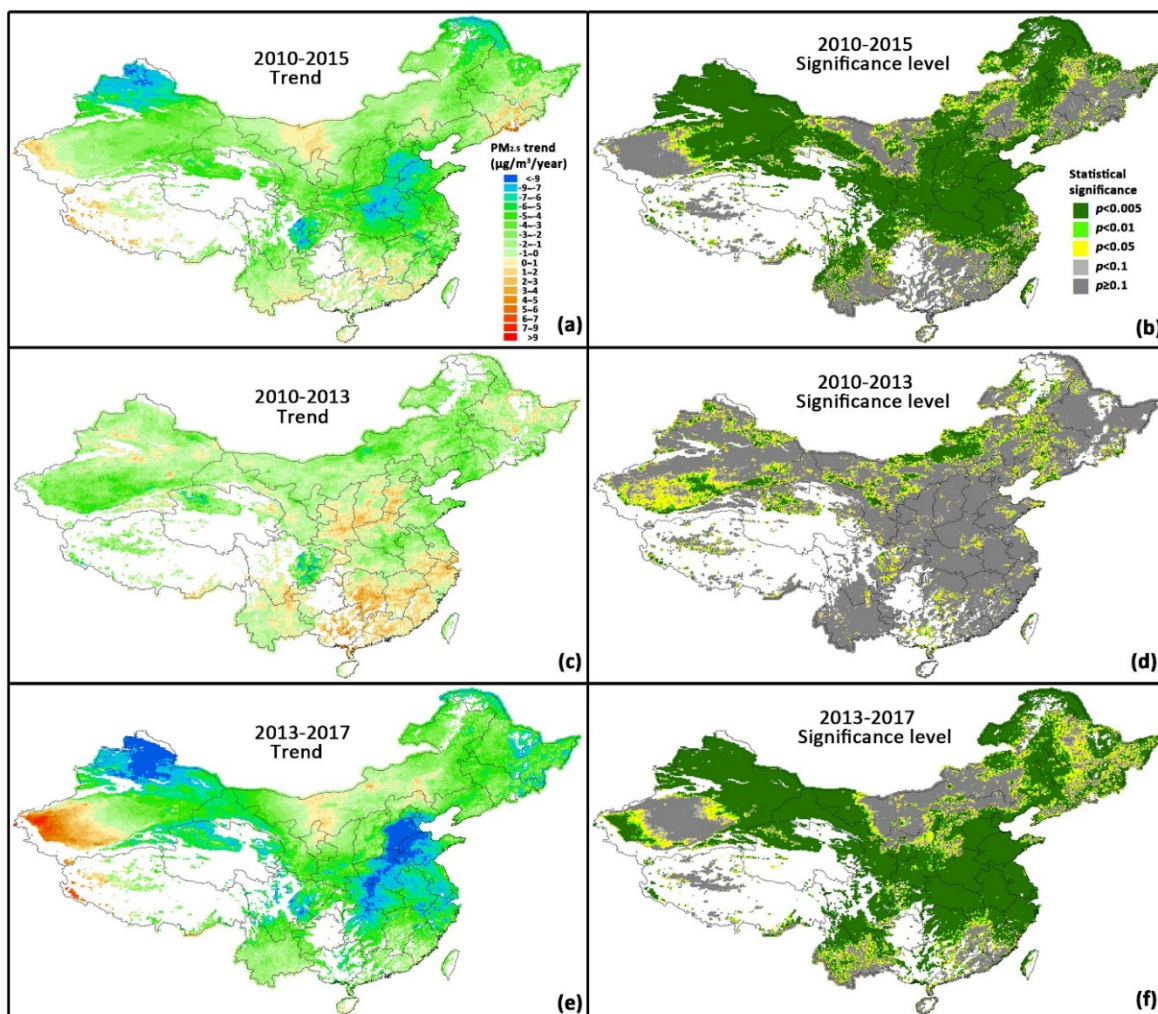 2010-2015
Trend
PM2.5 trend
(µg/m³/year)
<-9
-9~-7
-7~-6
-6~-5
-5~-4
-4~-3
-3~-2
-2~-1
-1~0
0~1
1~2
2~3
3~4
4~5
5~6
6~7
7~9
>9
(a)
2010-2015
Significance level
Statistical
significance
p<0.005
p<0.01
p<0.05
p<0.1
p≥0.1
(b)
2010-2013
Trend
(c)
2010-2013
Significance level
(d)
2013-2017
Trend
(e)
2013-2017
Significance level
(f)